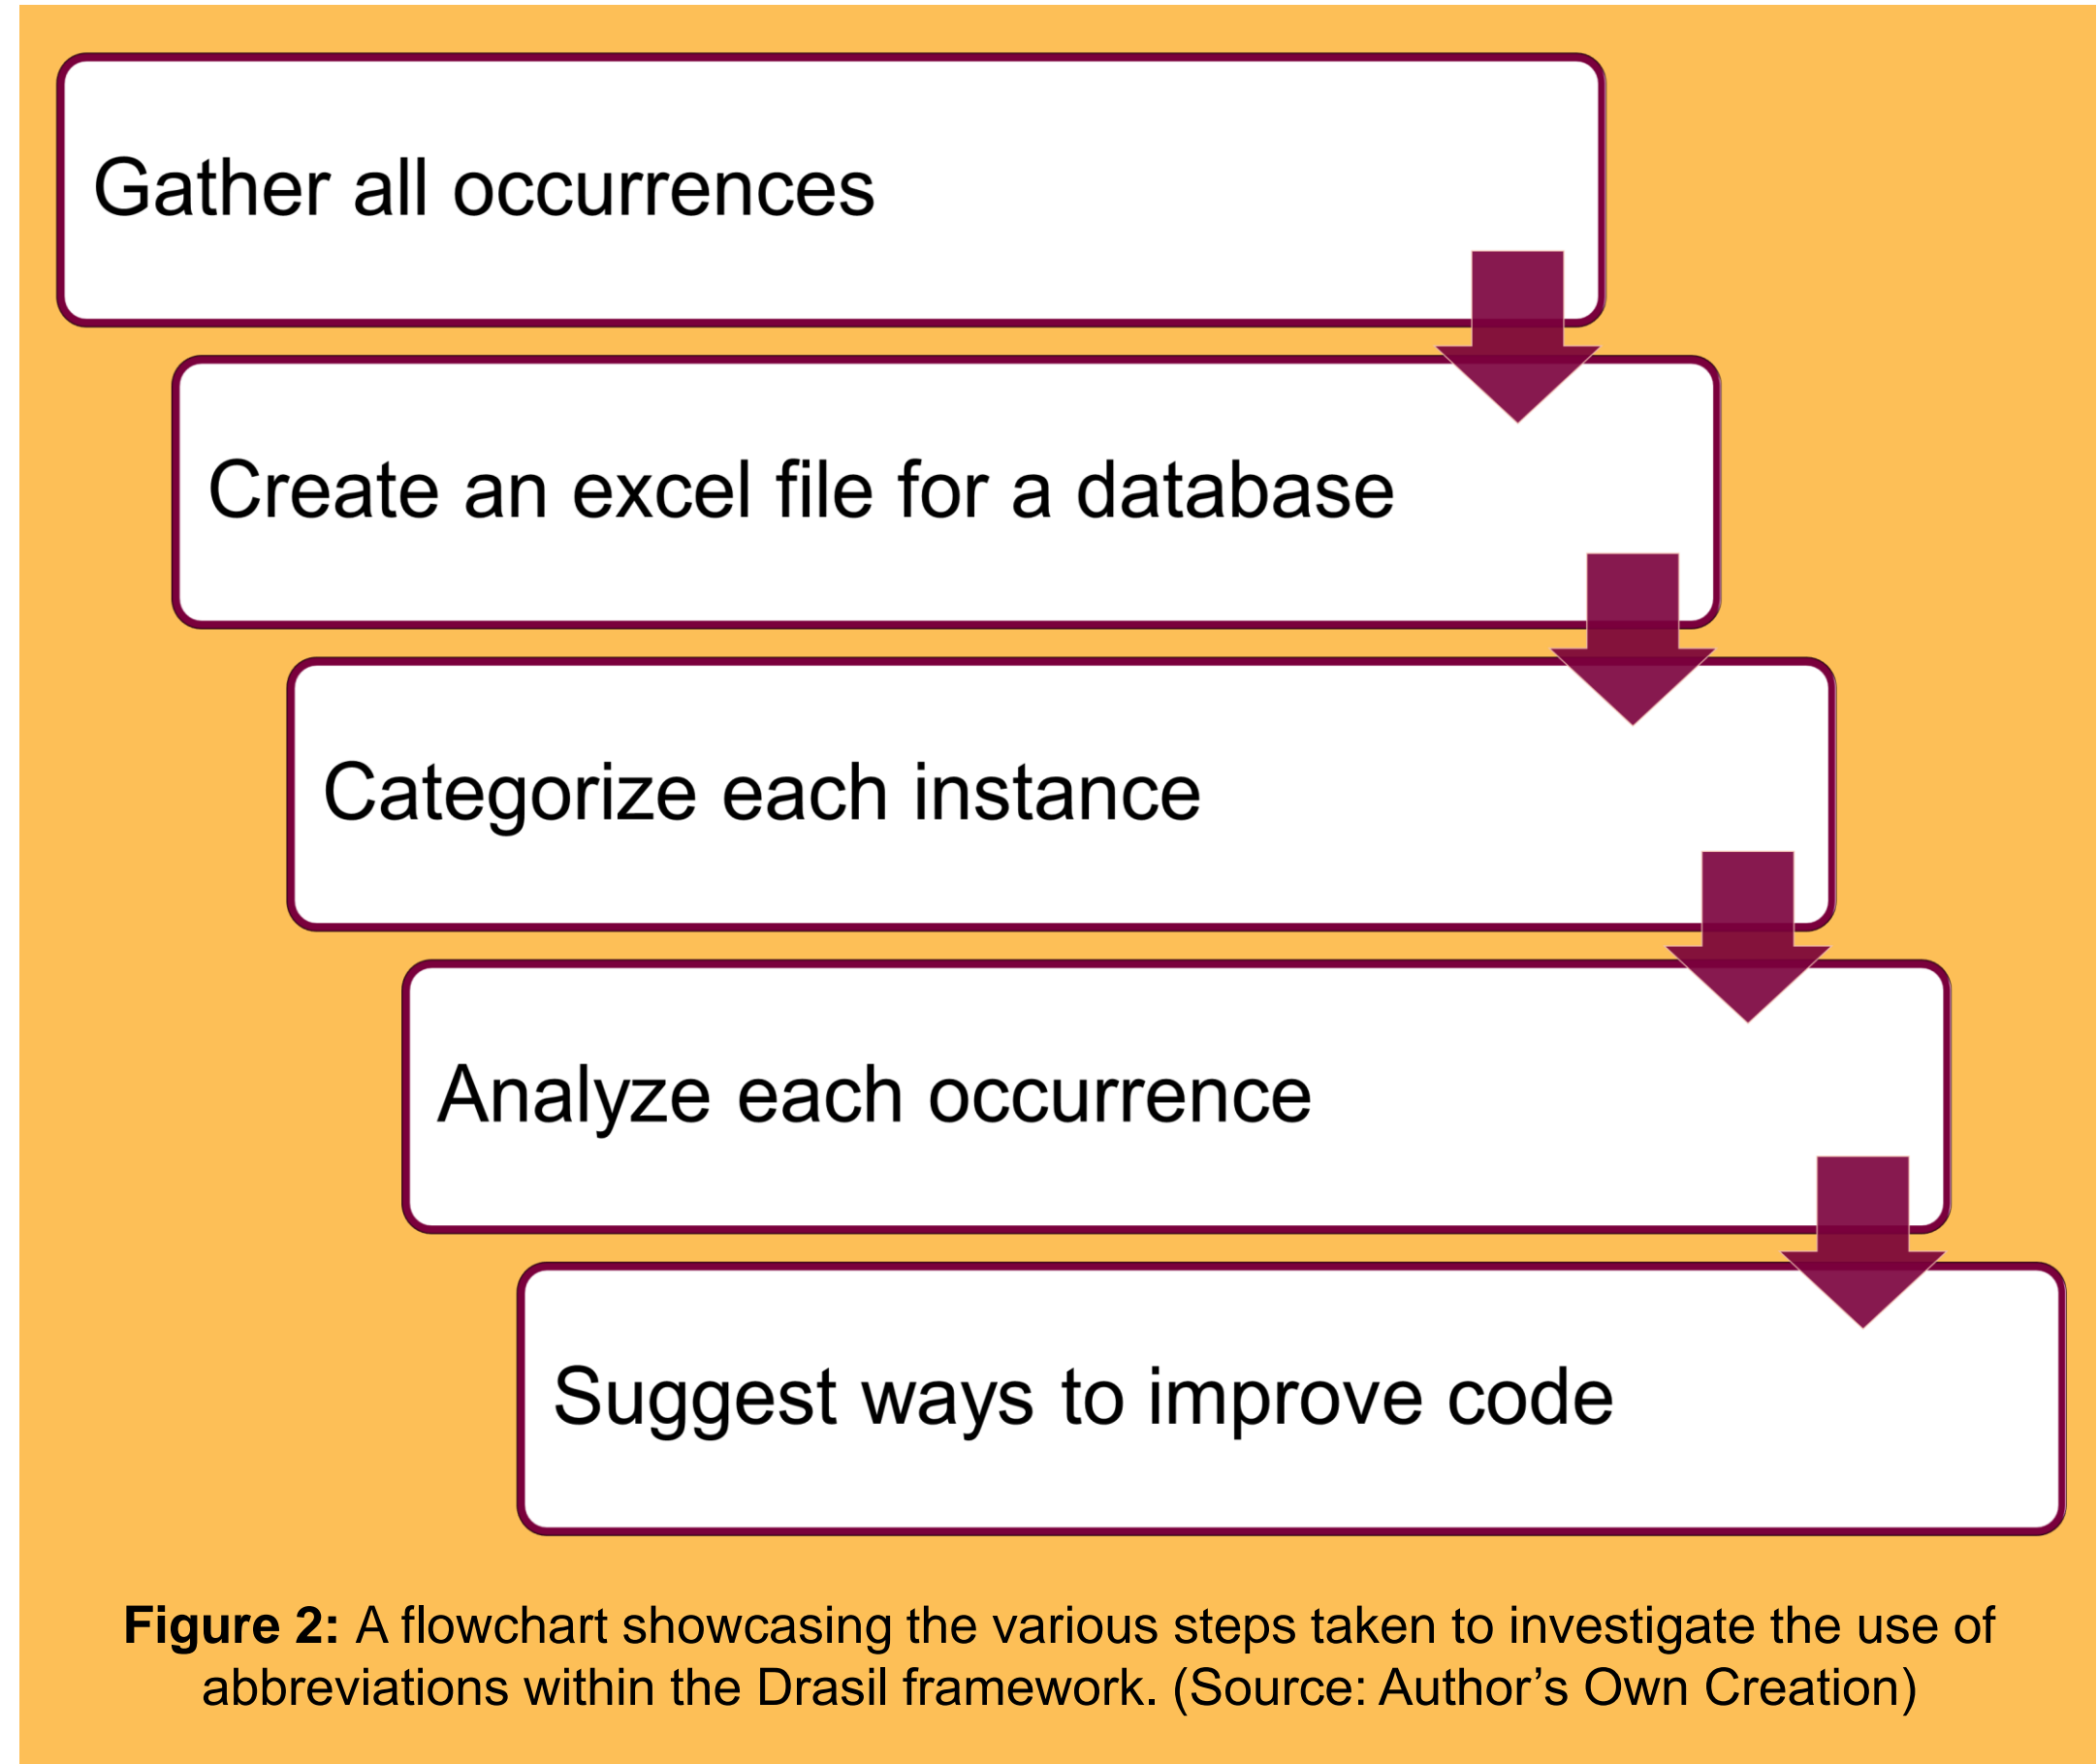 Gather all occurrences
Create an excel file for a database
Categorize each instance
Analyze each occurrence
Suggest ways to improve code
Figure 2: A flowchart showcasing the various steps taken to investigate the use of
abbreviations within the Drasil framework. (Source: Author’s Own Creation)